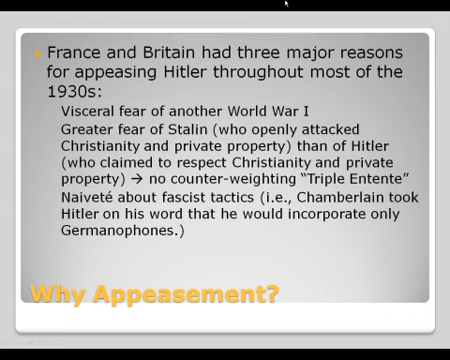 France and Britain had three major reasons
for appeasing Hitler throughout most of the
1930s:
Visceral fear of another World War I
Greater fear of Stalin (who openly attacked
Christianity and private property) than of Hitler
(who claimed to respect Christianity and private
property) → no counter-weighting “Triple Entente”
Naiveté about fascist tactics (i.e., Chamberlain took
Hitler on his word that he would incorporate only
Germanophones.)
Why Appeasement?